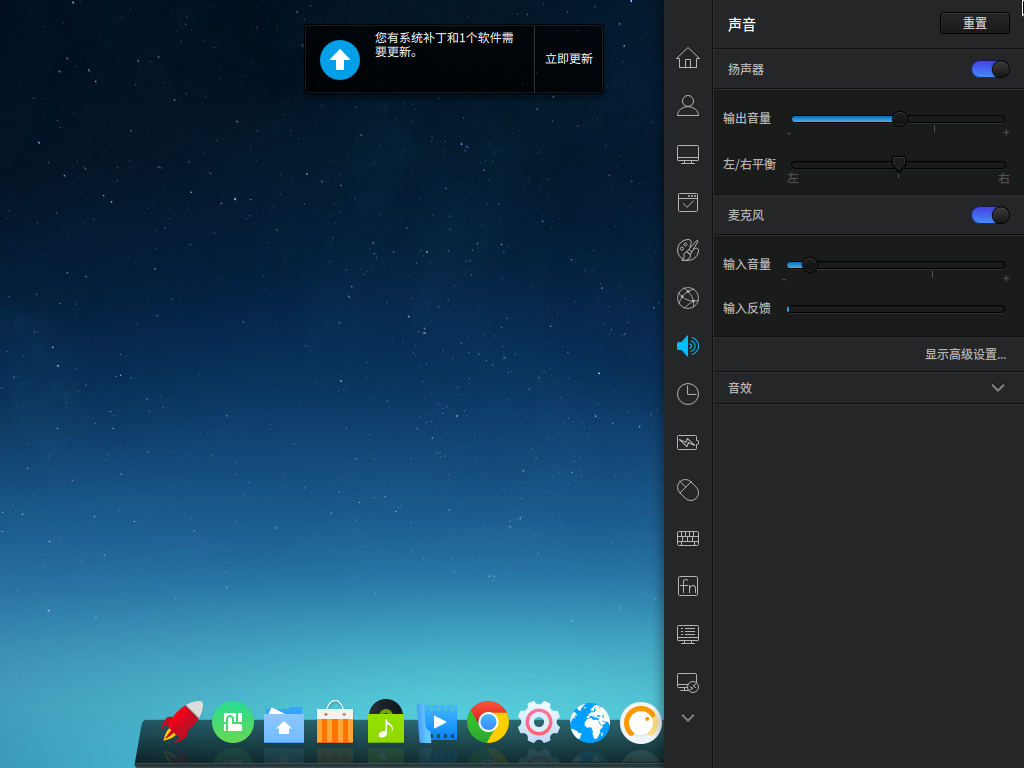 您有系统补丁和1个软件需
要更新。
立即更新
声音
重置
扬声器
输出音量
- +
左/右平衡
左 右
麦克风
输入音量
- +
输入反馈
显示高级设置...
音效
fn